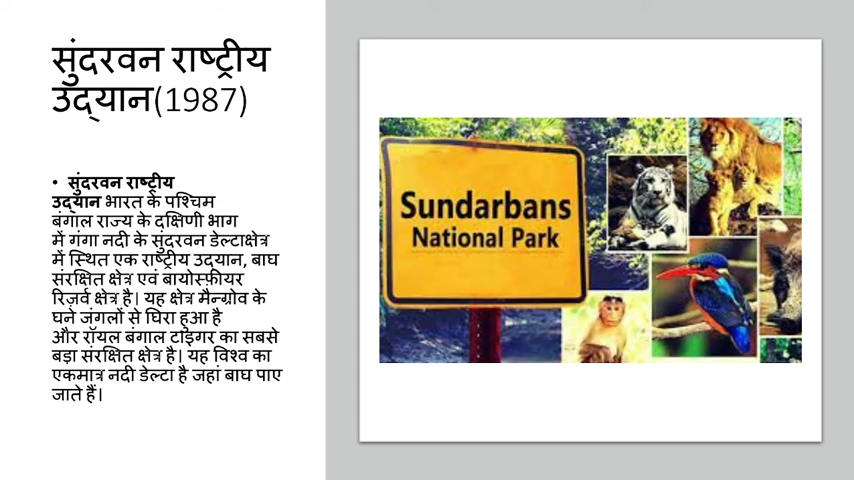 सुंदरवन राष्ट्रीय
उद्यान(1987)
• सुंदरवन राष्ट्रीय
उद्यान भारत के पश्चिम
बंगाल राज्य के दक्षिणी भाग
में गंगा नदी के सुंदरवन डेल्टाक्षेत्र
में स्थित एक राष्ट्रीय उद्यान, बाघ
संरक्षित क्षेत्र एवं बायोस्फ़ीयर
रिज़र्व क्षेत्र है। यह क्षेत्र मैन्ग्रोव के
घने जंगलों से घिरा हुआ है
और रॉयल बंगाल टाइगर का सबसे
बड़ा संरक्षित क्षेत्र है। यह विश्व का
एकमात्र नदी डेल्टा है जहां बाघ पाए
जाते हैं।
Sundarbans
National Park